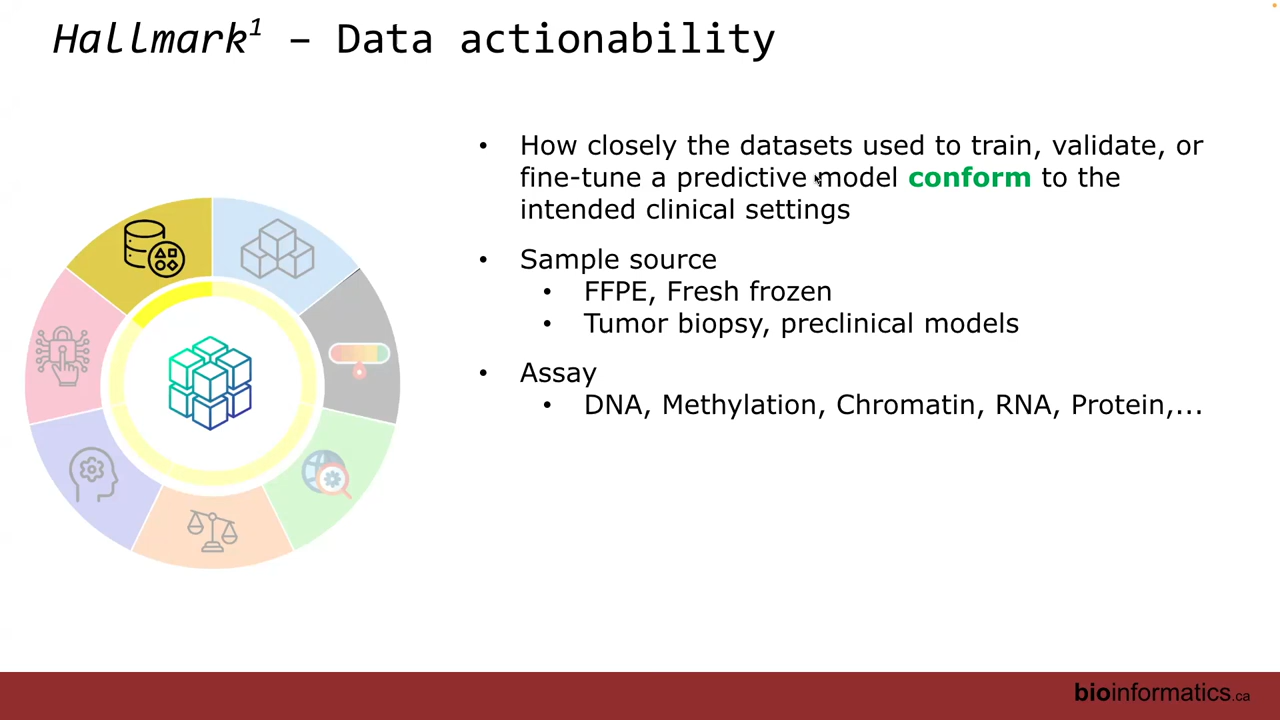 Hallmark¹ – Data actionability
• How closely the datasets used to train, validate, or
fine-tune a predictive model conform to the
intended clinical settings
• Sample source
• FFPE, Fresh frozen
• Tumor biopsy, preclinical models
• Assay
• DNA, Methylation, Chromatin, RNA, Protein,...
bioinformatics.ca